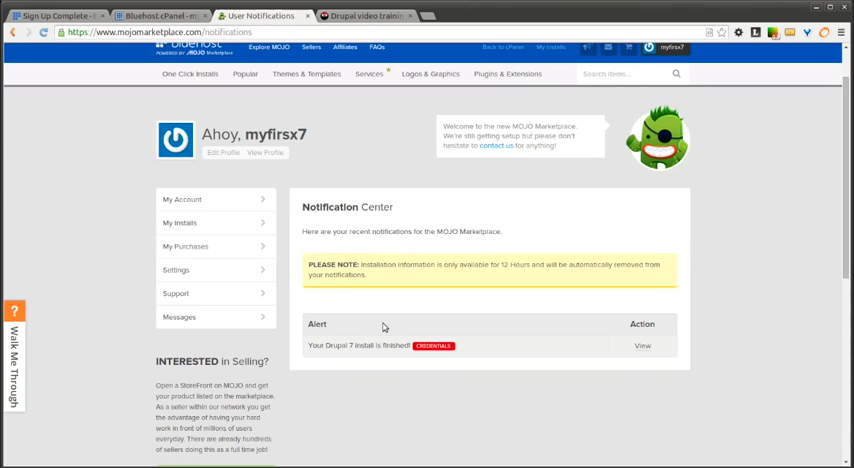 Sign Up Complete -
Bluehost cPanel - my
User Notifications
Drupal video training
https://www.mojomarketplace.com/notifications
bluehost
POWERED BY MOJO Marketplace
Explore MOJO
Sellers
Affiliates
FAQs
Back to cPanel
My Installs
myfirsx7
One Click Installs
Popular
Themes & Templates
Services
Logos & Graphics
Plugins & Extensions
Search items...
Ahoy, myfirsx7
Edit Profile
View Profile
Welcome to the new MOJO Marketplace.
We're still getting setup but please don't
hesitate to contact us for anything!
My Account
My Installs
My Purchases
Settings
Support
Messages
Notification Center
Here are your recent notifications for the MOJO Marketplace.
PLEASE NOTE: Installation information is only available for 12 Hours and will be automatically removed from
your notifications.
Alert
Action
Your Drupal 7 Install is finished! CREDENTIALS
View
?
Walk Me Through
INTERESTED in Selling?
Open a StoreFront on MOJO and get
your product listed on the marketplace.
As a seller within our network you get
the advantage of having your hard
work in front of millions of users
everyday. There are already hundreds
of sellers doing this as a full time job!